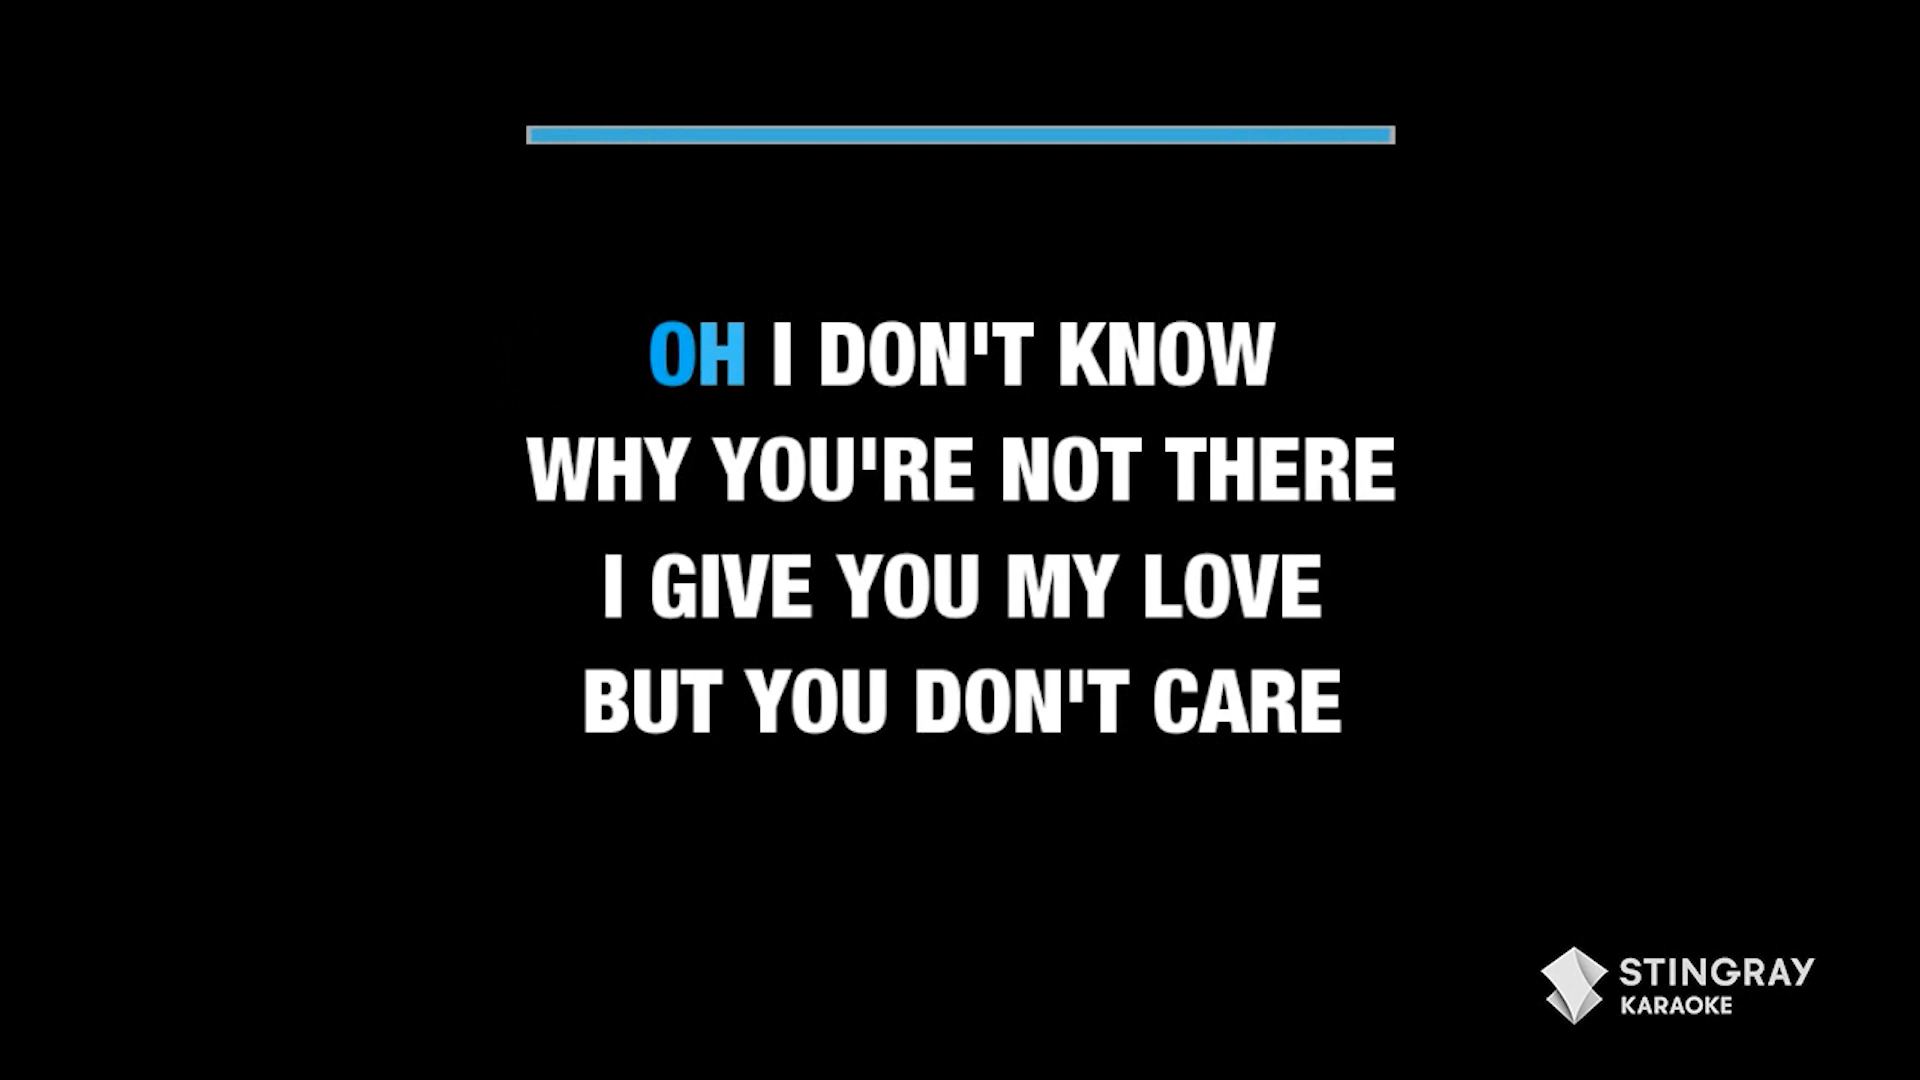 OH I DON'T KNOW
WHY YOU'RE NOT THERE
I GIVE YOU MY LOVE
BUT YOU DON'T CARE
STINGRAY
KARAOKE